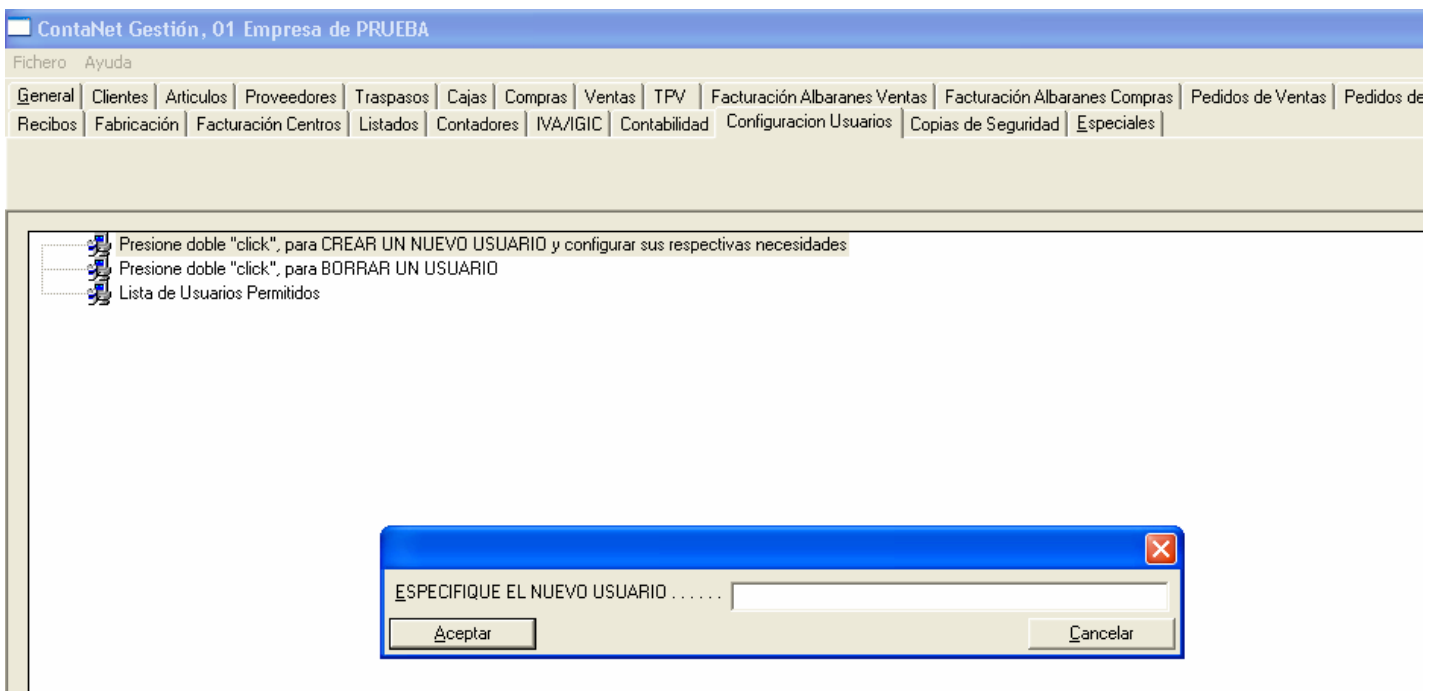 ContaNet Gestión, 01 Empresa de PRUEBA
Fichero Ayuda
General Clientes Articulos Proveedores Traspasos Cajas Compras Ventas TPV Facturación Albaranes Ventas Facturación Albaranes Compras Pedidos de Ventas Pedidos de
Recibos Fabricación Facturación Centros Listados Contadores IVA/IGIC Contabilidad Configuracion Usuarios Copias de Seguridad Especiales
Presione doble "click", para CREAR UN NUEVO USUARIO y configurar sus respectivas necesidades
Presione doble "click", para BORRAR UN USUARIO
Lista de Usuarios Permitidos
ESPECIFIQUE EL NUEVO USUARIO . . . . . .
Aceptar Cancelar